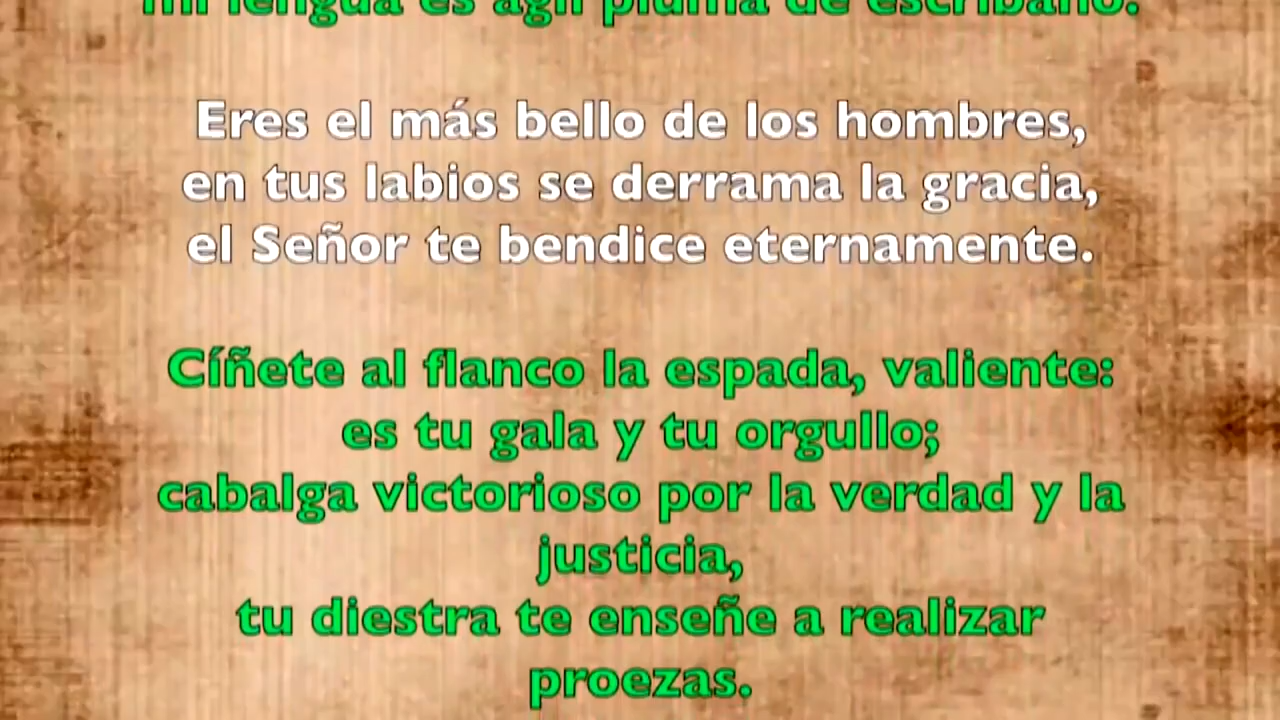 mi lengua es ágil pluma de escribano.
Eres el más bello de los hombres,
en tus labios se derrama la gracia,
el Señor te bendice eternamente.
Cíñete al flanco la espada, valiente:
es tu gala y tu orgullo;
cabalga victorioso por la verdad y la
justicia,
tu diestra te enseñe a realizar
proezas.